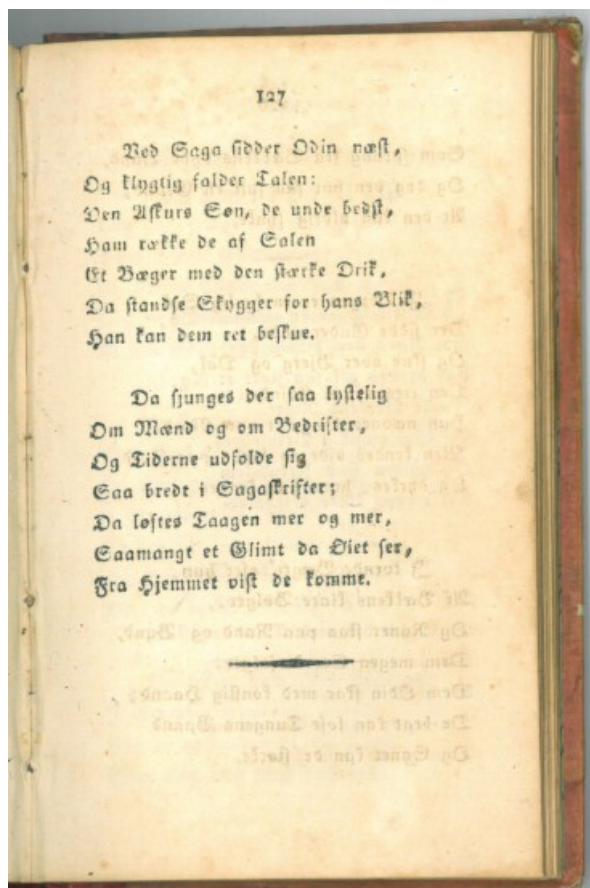 127
Ved Saga sidder Odin næst,
Og klygtig falder Talen:
Den Askurs Søn, de unde bedst,
Ham række de af Salen
Et Bæger med den stærke Drik,
Da standse Skygger for hans Blik,
Han kan dem ret beskue.
Da sjunges der saa lystelig
Om Mænd og om Bedrifter,
Og Tiderne udfolde sig
Saa bredt i Sagaskrifter;
Da løftes Taagen mer og mer,
Saamangt et Glimt da Øiet ser,
Fra Hjemmet vist de komme.